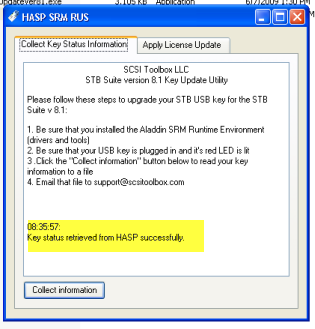 updatever81.exe 3,105 KB Application 6/7/2009 1:30 PM
HASP SRM RUS
Collect Key Status Information Apply License Update
SCSI Toolbox LLC
STB Suite version 8.1 Key Update Utility
Please follow these steps to upgrade your STB USB key for the STB
Suite v 8.1:
1. Be sure that you installed the Aladdin SRM Runtime Environment
(drivers and tools)
2. Be sure that your USB key is plugged in and it's red LED is lit
3 .Click the "Collect information" button below to read your key
information to a file
4. Email that file to support@scsitoolbox.com
08:35:57:
Key status retrieved from HASP successfully.
Collect information